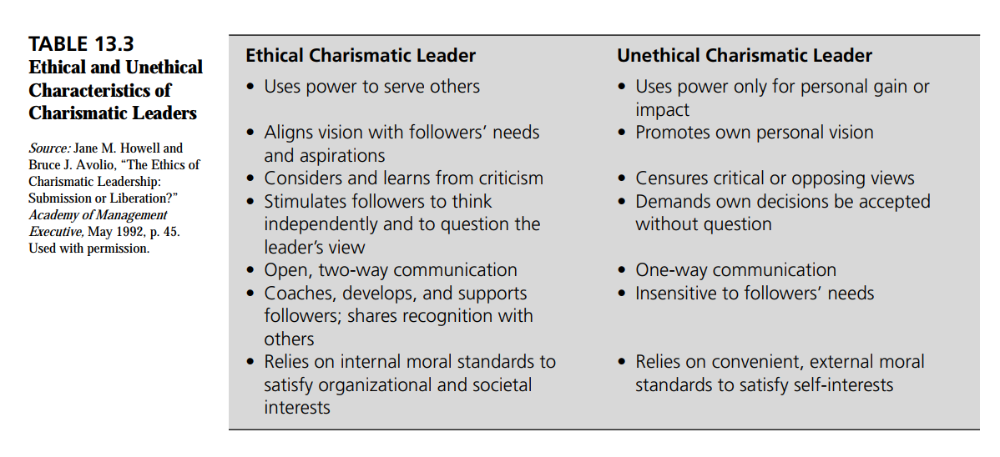 TABLE 13.3
Ethical and Unethical
Characteristics of
Charismatic Leaders
Source: Jane M. Howell and
Bruce J. Avolio, “The Ethics of
Charismatic Leadership:
Submission or Liberation?”
Academy of Management
Executive, May 1992, p. 45.
Used with permission.
Ethical Charismatic Leader
• Uses power to serve others
• Aligns vision with followers’ needs
and aspirations
• Considers and learns from criticism
• Stimulates followers to think
independently and to question the
leader’s view
• Open, two-way communication
• Coaches, develops, and supports
followers; shares recognition with
others
• Relies on internal moral standards to
satisfy organizational and societal
interests
Unethical Charismatic Leader
• Uses power only for personal gain or
impact
• Promotes own personal vision
• Censures critical or opposing views
• Demands own decisions be accepted
without question
• One-way communication
• Insensitive to followers’ needs
• Relies on convenient, external moral
standards to satisfy self-interests